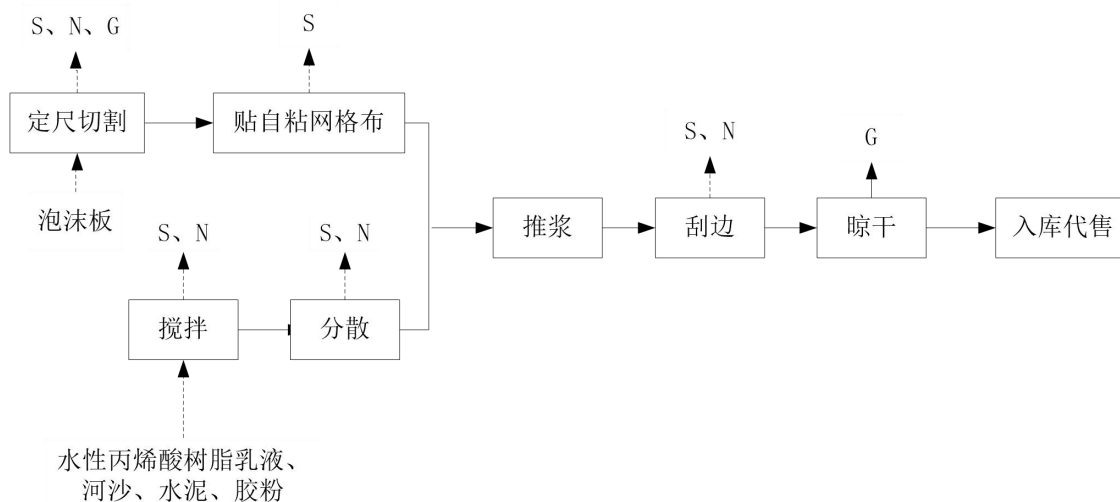 S、N、G
S
定尺切割
贴自粘网格布
泡沫板
S、N
S、N
搅拌
分散
水性丙烯酸树脂乳液、
河沙、水泥、胶粉
推浆
S、N
刮边
G
晾干
入库代售